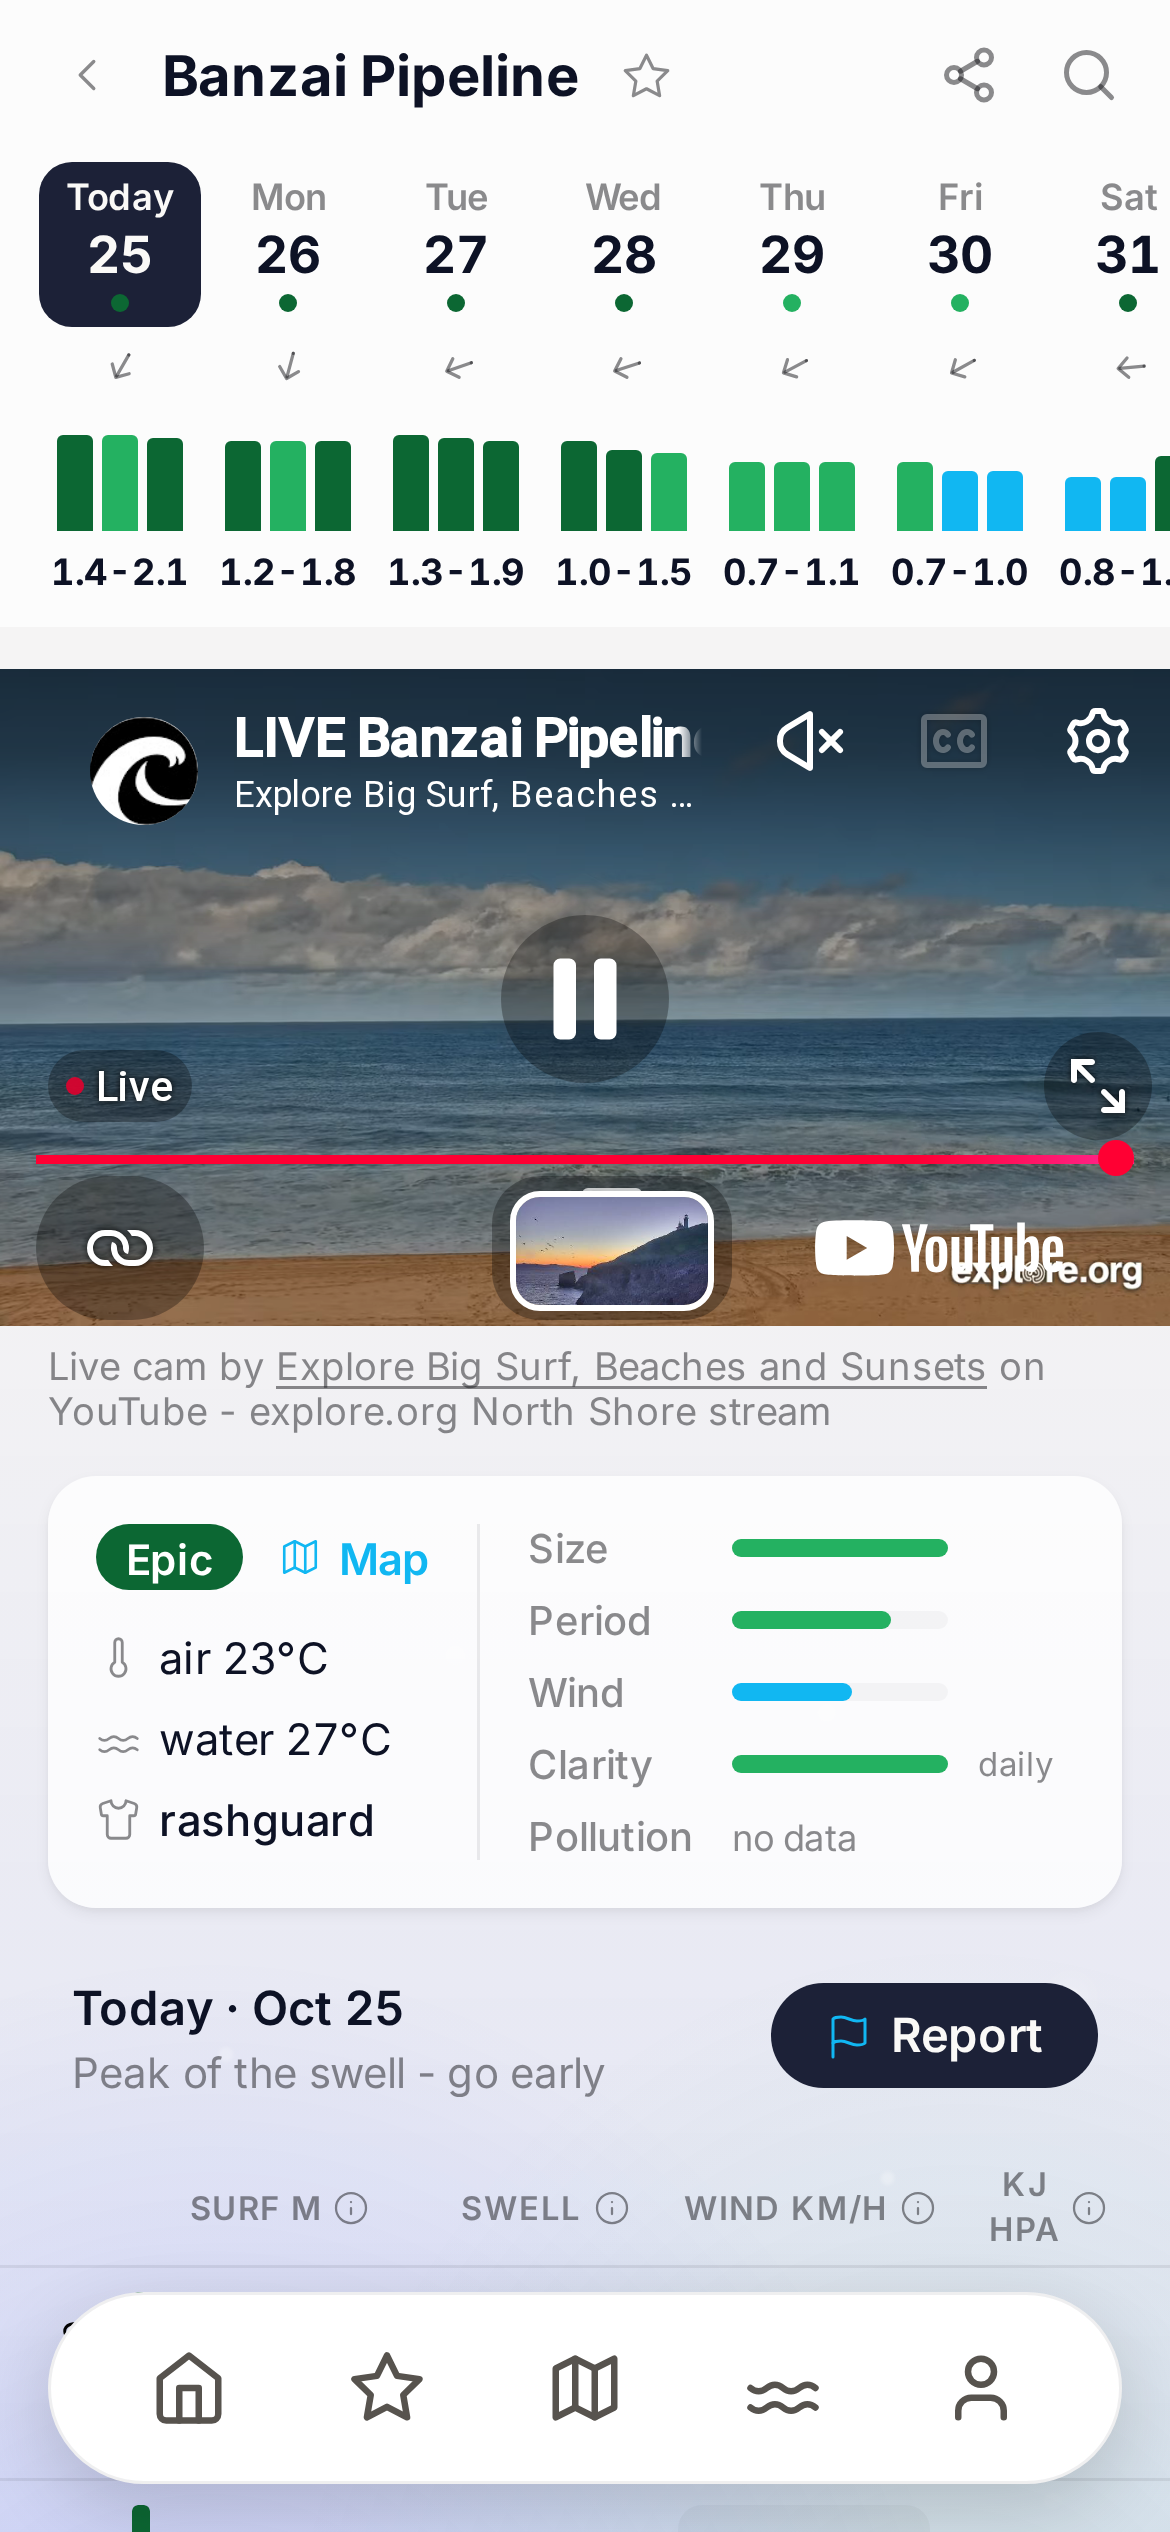 Banzai Pipeline
Today Mon Tue Wed Thu Fri Sat
25 26 27 28 29 30 31
1.4-2.1 1.2-1.8 1.3-1.9 1.0-1.5 0.7-1.1 0.7-1.0 0.8-1.
LIVE Banzai Pipelin
CC
Explore Big Surf, Beaches ...
Live
YouTube
explore.org
Live cam by Explore Big Surf, Beaches and Sunsets on
YouTube - explore.org North Shore stream
Epic Map
air 23°C
water 27°C
rashguard
Size
Period
Wind
Clarity daily
Pollution no data
Today · Oct 25
Peak of the swell - go early
Report
SURF M SWELL WIND KM/H KJ
HPA